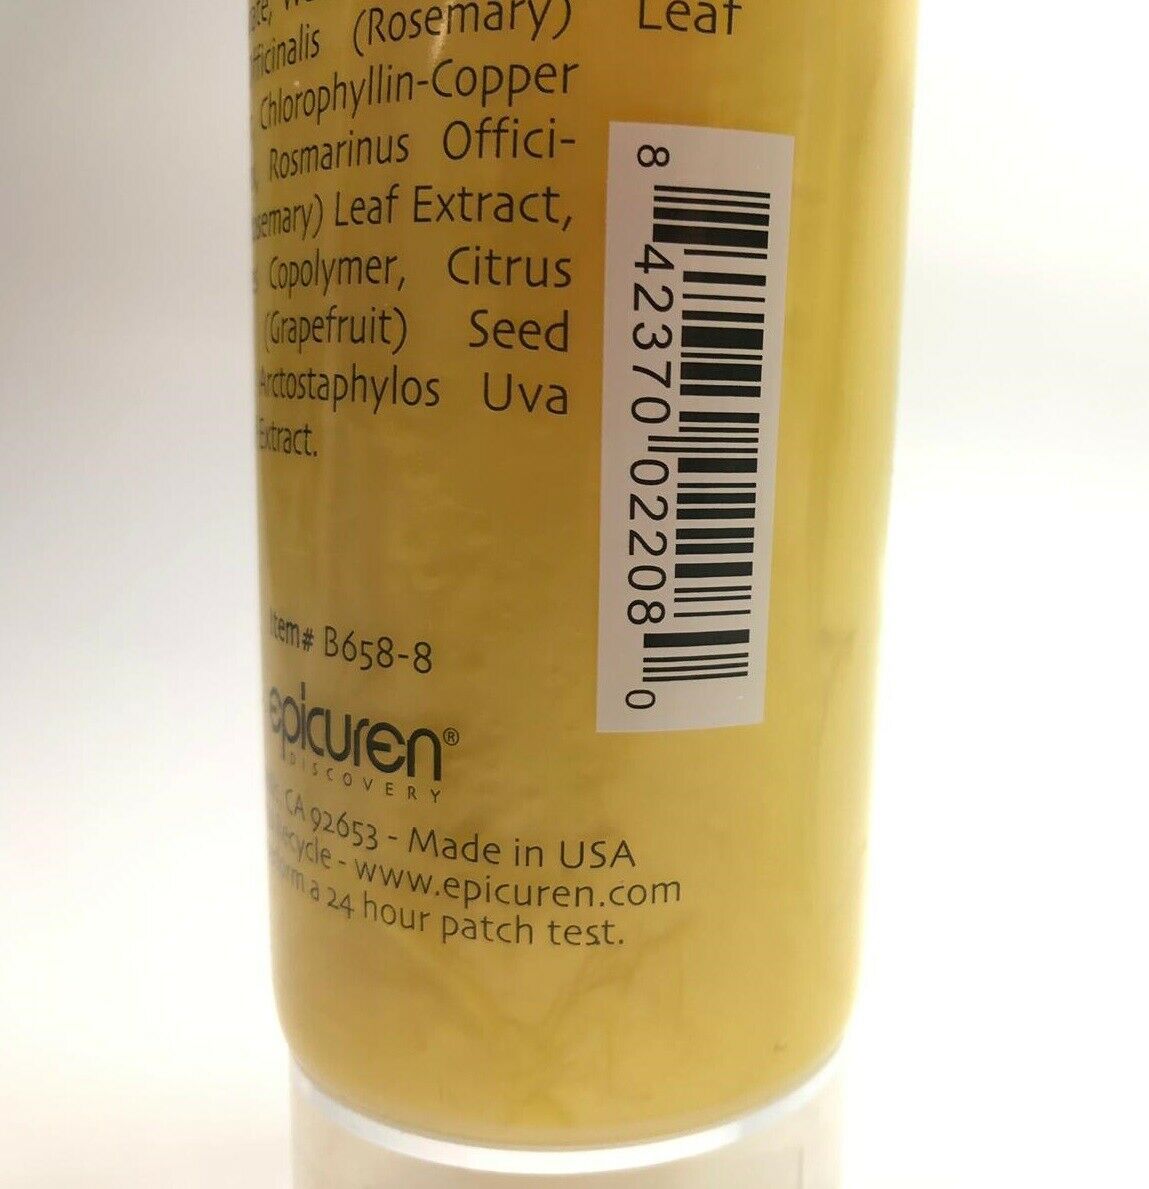 (Rosemary) Leaf
Chlorophyllin-Copper
Rosmarinus Offici-
Leaf Extract,
Copolymer, Citrus
(Grapefruit) Seed
Arctostaphylos Uva
Extract.
Item# B658-8
epicuren®
DISCOVERY
CA 92653 - Made in USA
Recycle - www.epicuren.com
a 24 hour patch test.
8 42370 02208 0